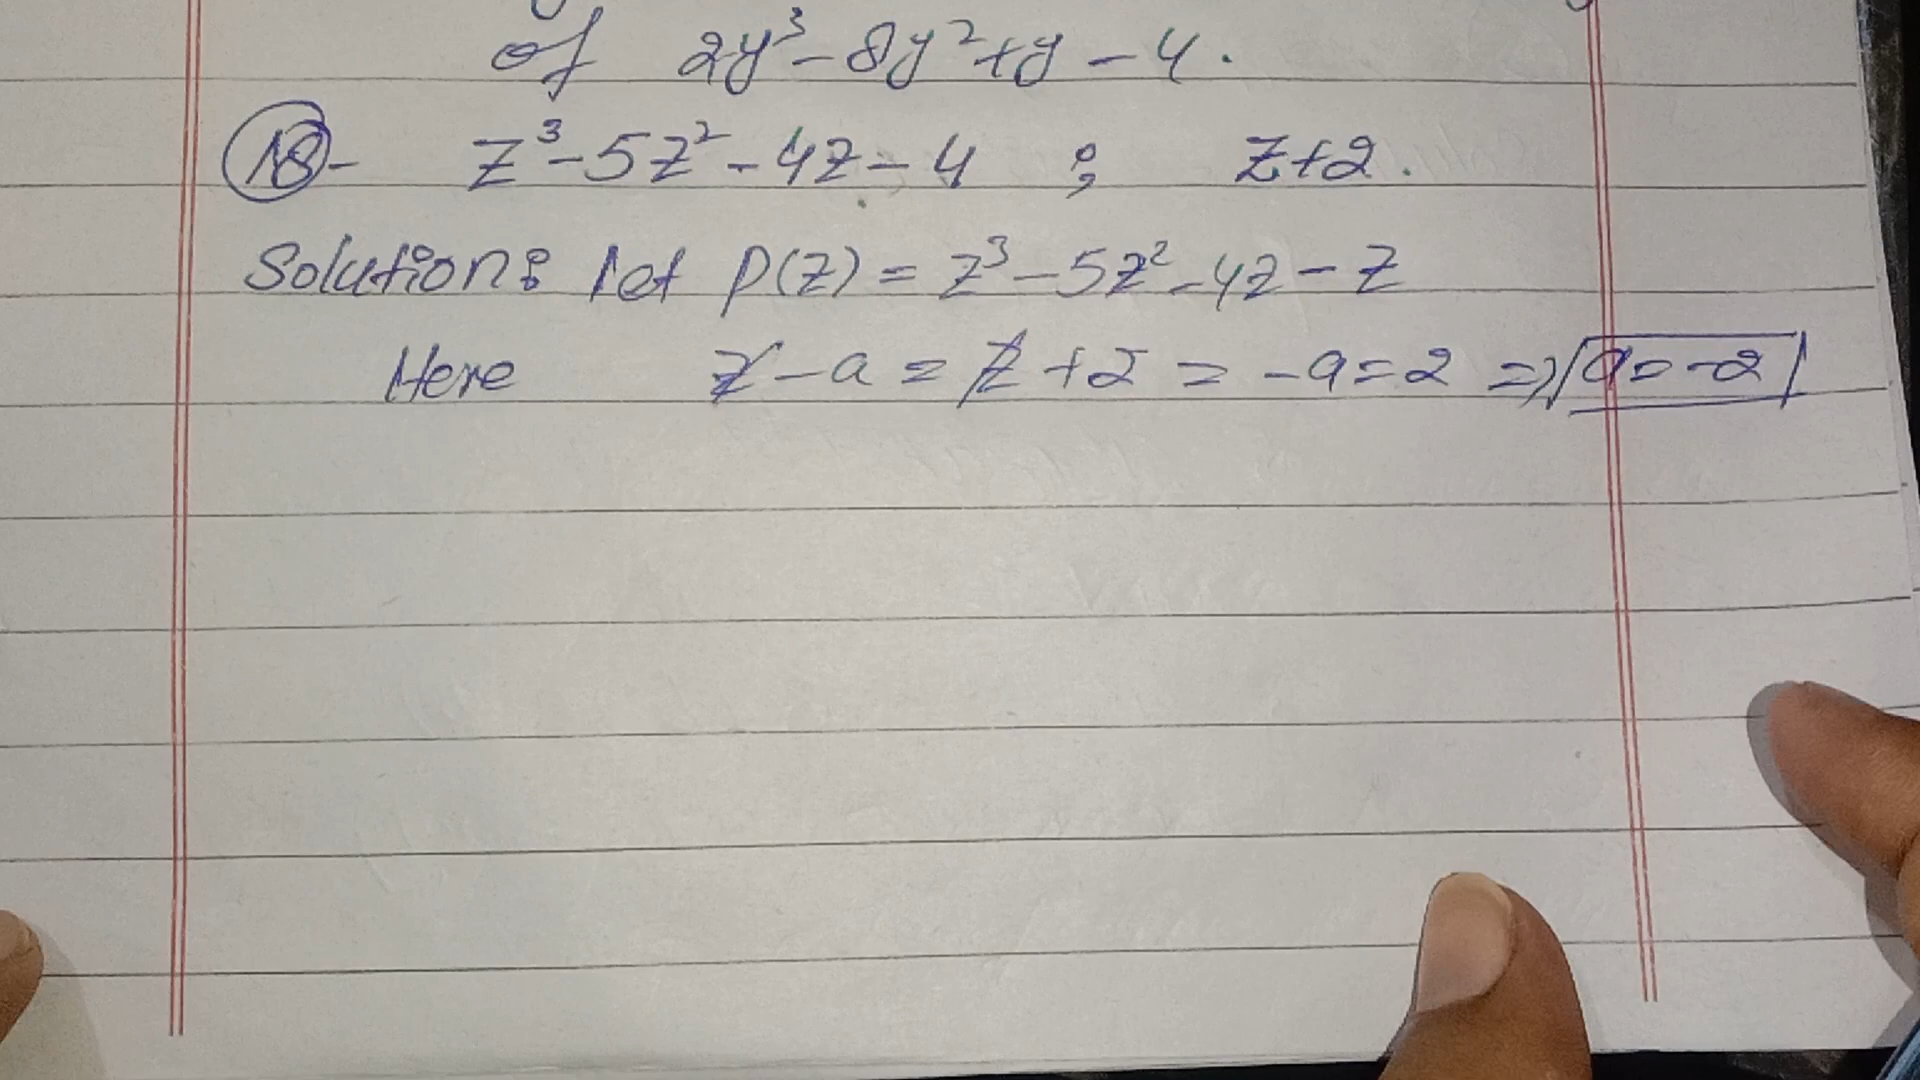 of 2y³-8y²+y-4.
18- z³-5z²-4z-4 ; z+2.
Solution: let P(z) = z³-5z²-4z-z
Here z-a = z+2 = -a=2 => a=-2